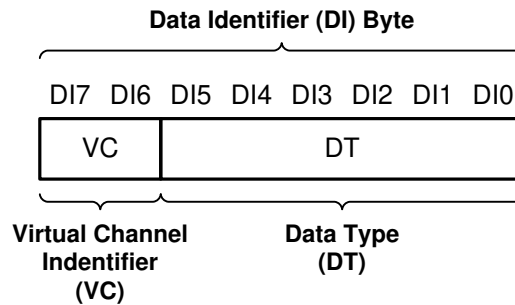 Data Identifier (DI) Byte
DI7 DI6 DI5 DI4 DI3 DI2 DI1 DI0
VC DT
Virtual Channel
Indentifier
(VC)
Data Type
(DT)